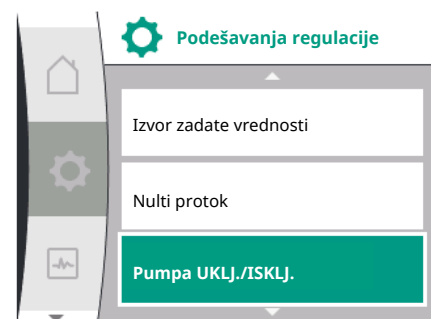 Podešavanja regulacije
Izvor zadate vrednosti
Nulti protok
Pumpa UKLJ./ISKLJ.